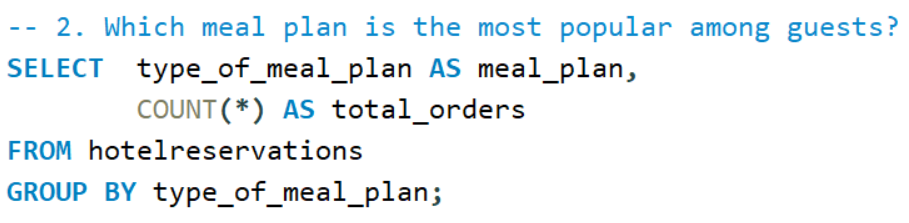 -- 2. Which meal plan is the most popular among guests?
SELECT  type_of_meal_plan AS meal_plan,
        COUNT(*) AS total_orders
FROM hotelreservations
GROUP BY type_of_meal_plan;